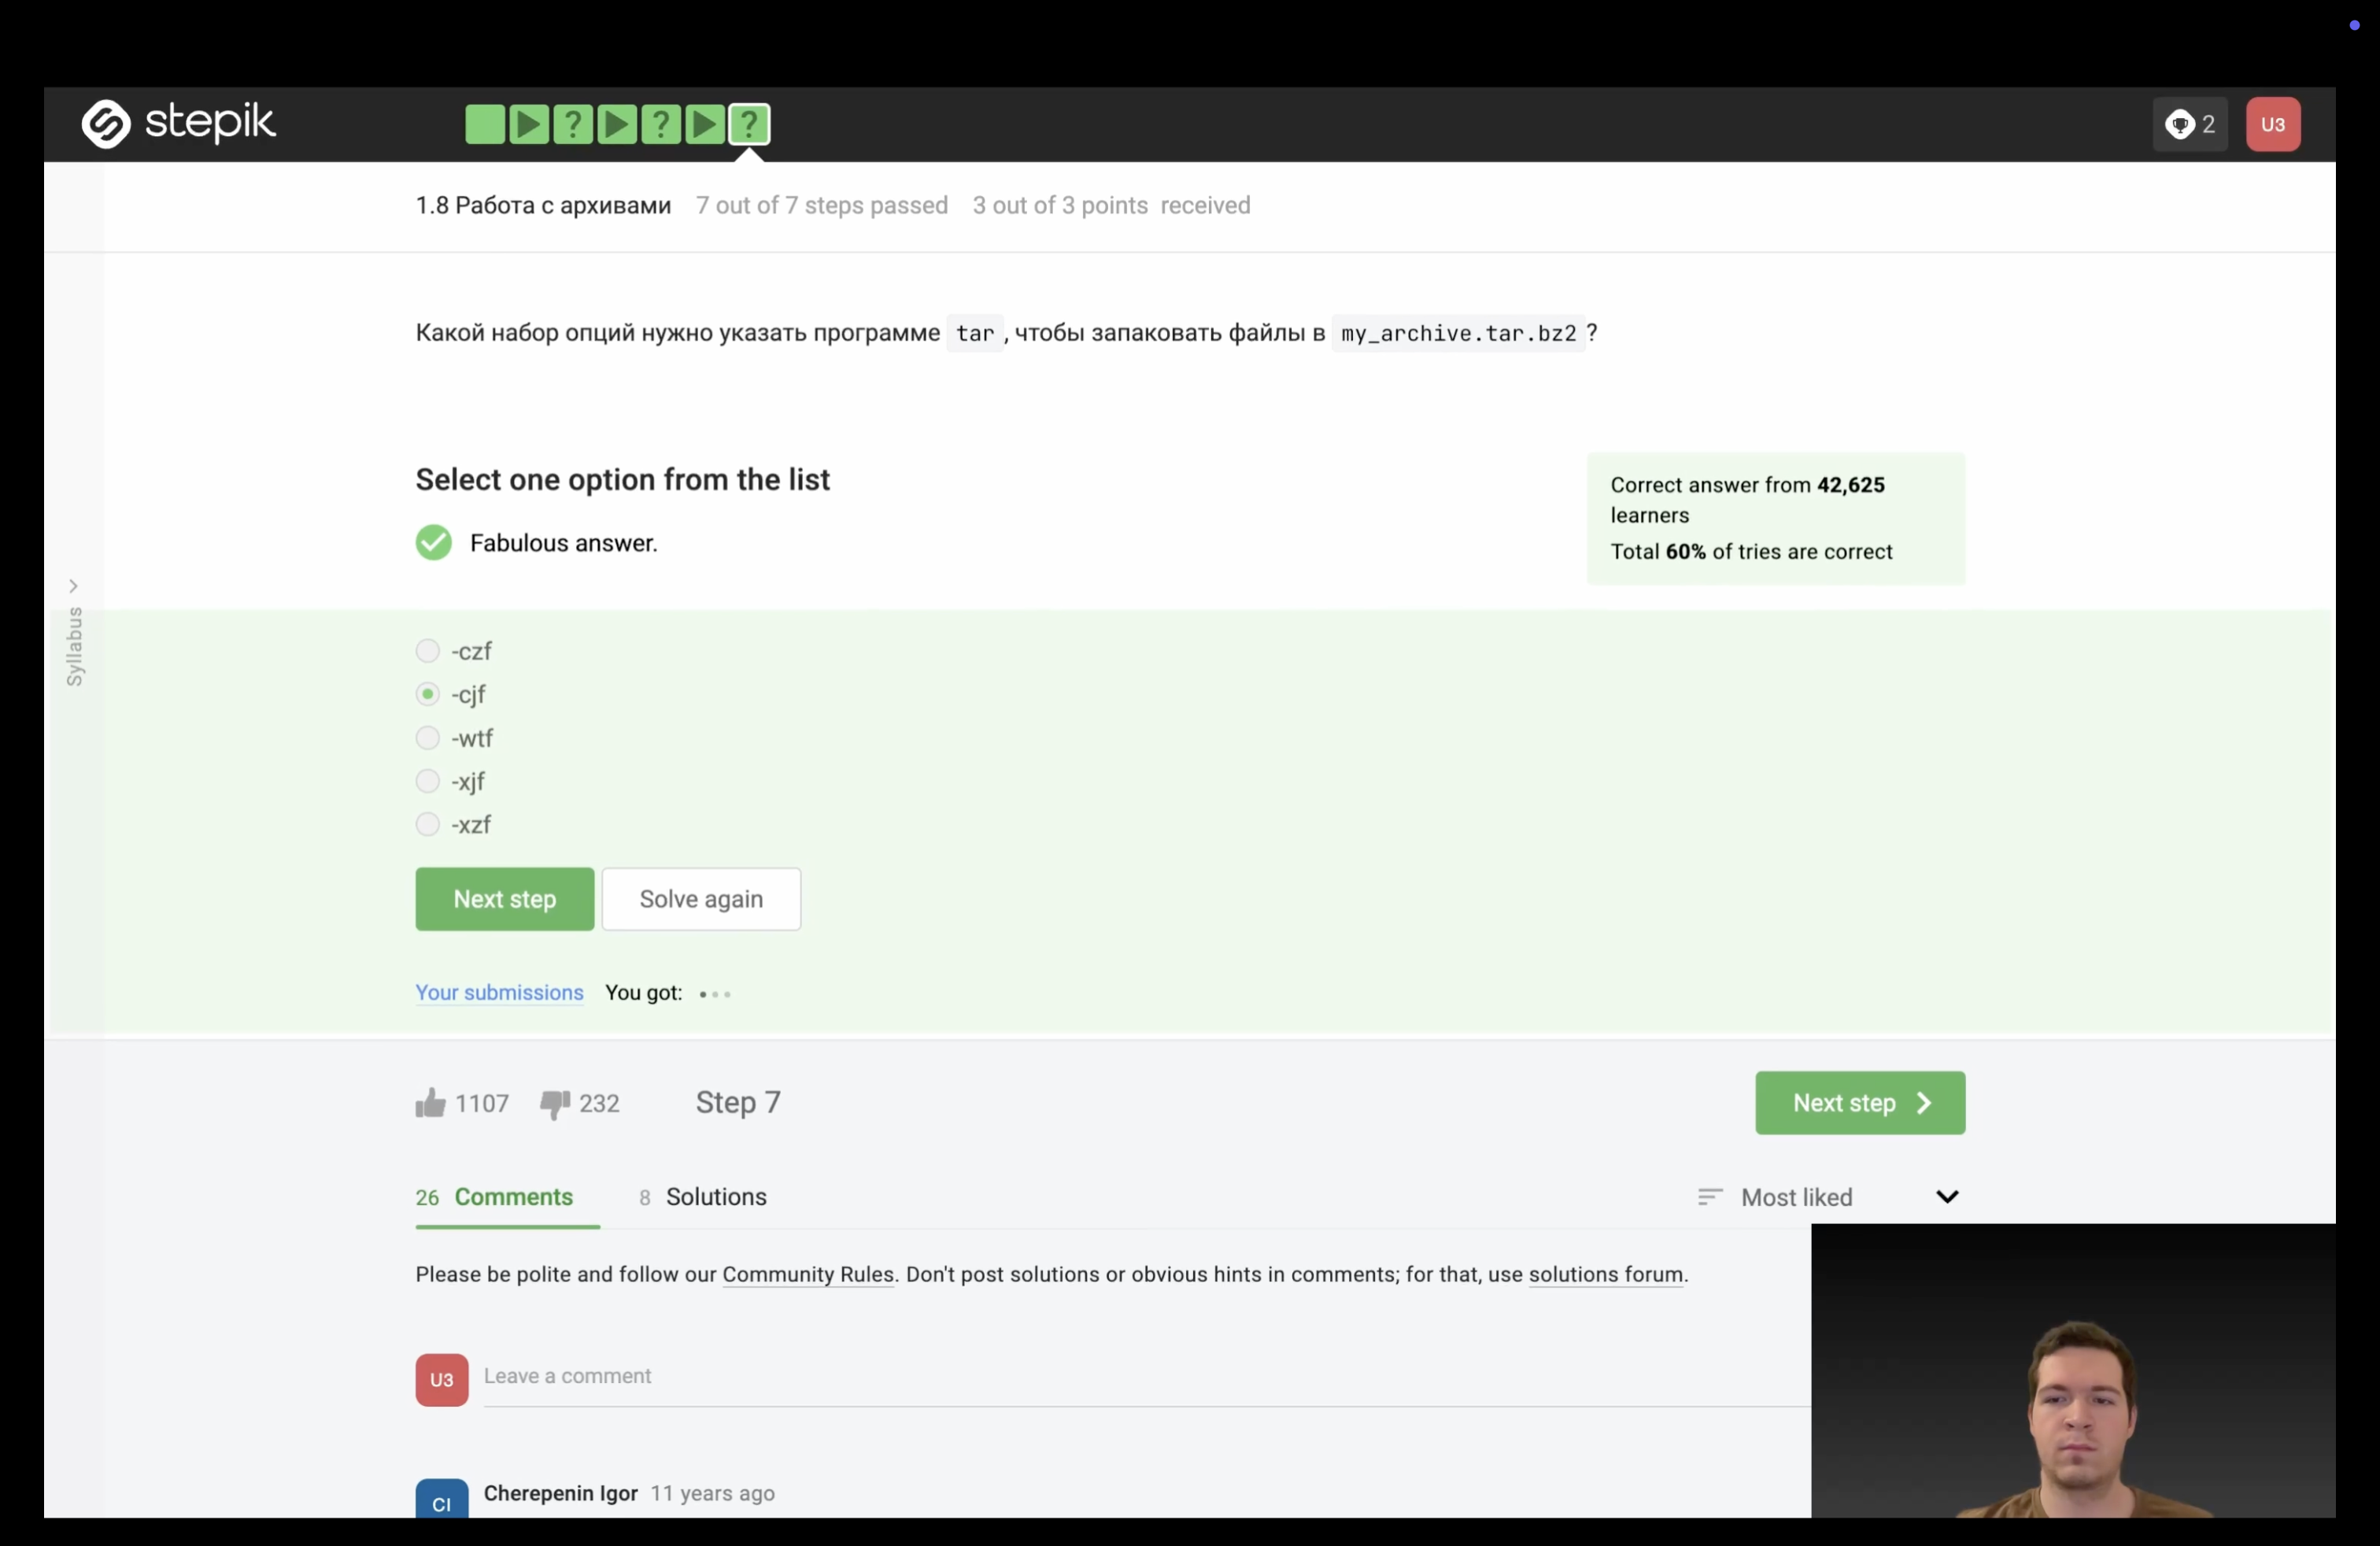 stepik
? ? ?
2
U3
1.8 Работа с архивами 7 out of 7 steps passed 3 out of 3 points received
Какой набор опций нужно указать программе tar, чтобы запаковать файлы в my_archive.tar.bz2?
Select one option from the list
Fabulous answer.
Correct answer from 42,625
learners
Total 60% of tries are correct
Syllabus
-czf
-cjf
-wtf
-xjf
-xzf
Next step Solve again
Your submissions You got:
1107 232 Step 7 Next step
26 Comments 8 Solutions Most liked
Please be polite and follow our Community Rules. Don't post solutions or obvious hints in comments; for that, use solutions forum.
U3 Leave a comment
CI Cherepenin Igor 11 years ago